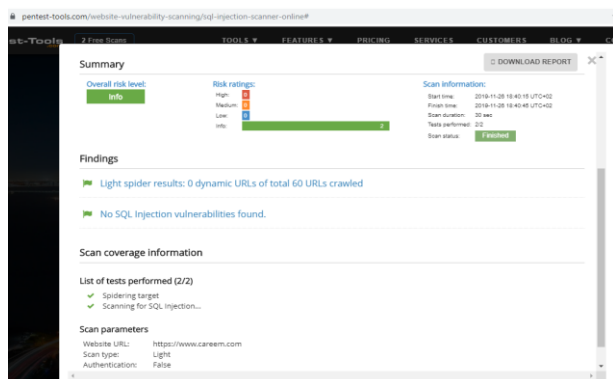 pentest-tools.com/website-vulnerability-scanning/sql-injection-scanner-online#
st-Tools 2 Free Scans TOOLS ▼ FEATURES ▼ PRICING SERVICES CUSTOMERS BLOG ▼
Summary DOWNLOAD REPORT ×
Overall risk level: Risk ratings: Scan information:
Info High: 0 Start time: 2019-11-26 18:40:15 UTC+02
Medium: 0 Finish time: 2019-11-26 18:40:45 UTC+02
Low: 0 Scan duration: 30 sec
Info: 2 Tests performed: 2/2
Scan status: Finished
Findings
Light spider results: 0 dynamic URLs of total 60 URLs crawled
No SQL Injection vulnerabilities found.
Scan coverage information
List of tests performed (2/2)
✔ Spidering target
✔ Scanning for SQL Injection...
Scan parameters
Website URL: https://www.careem.com
Scan type: Light
Authentication: False